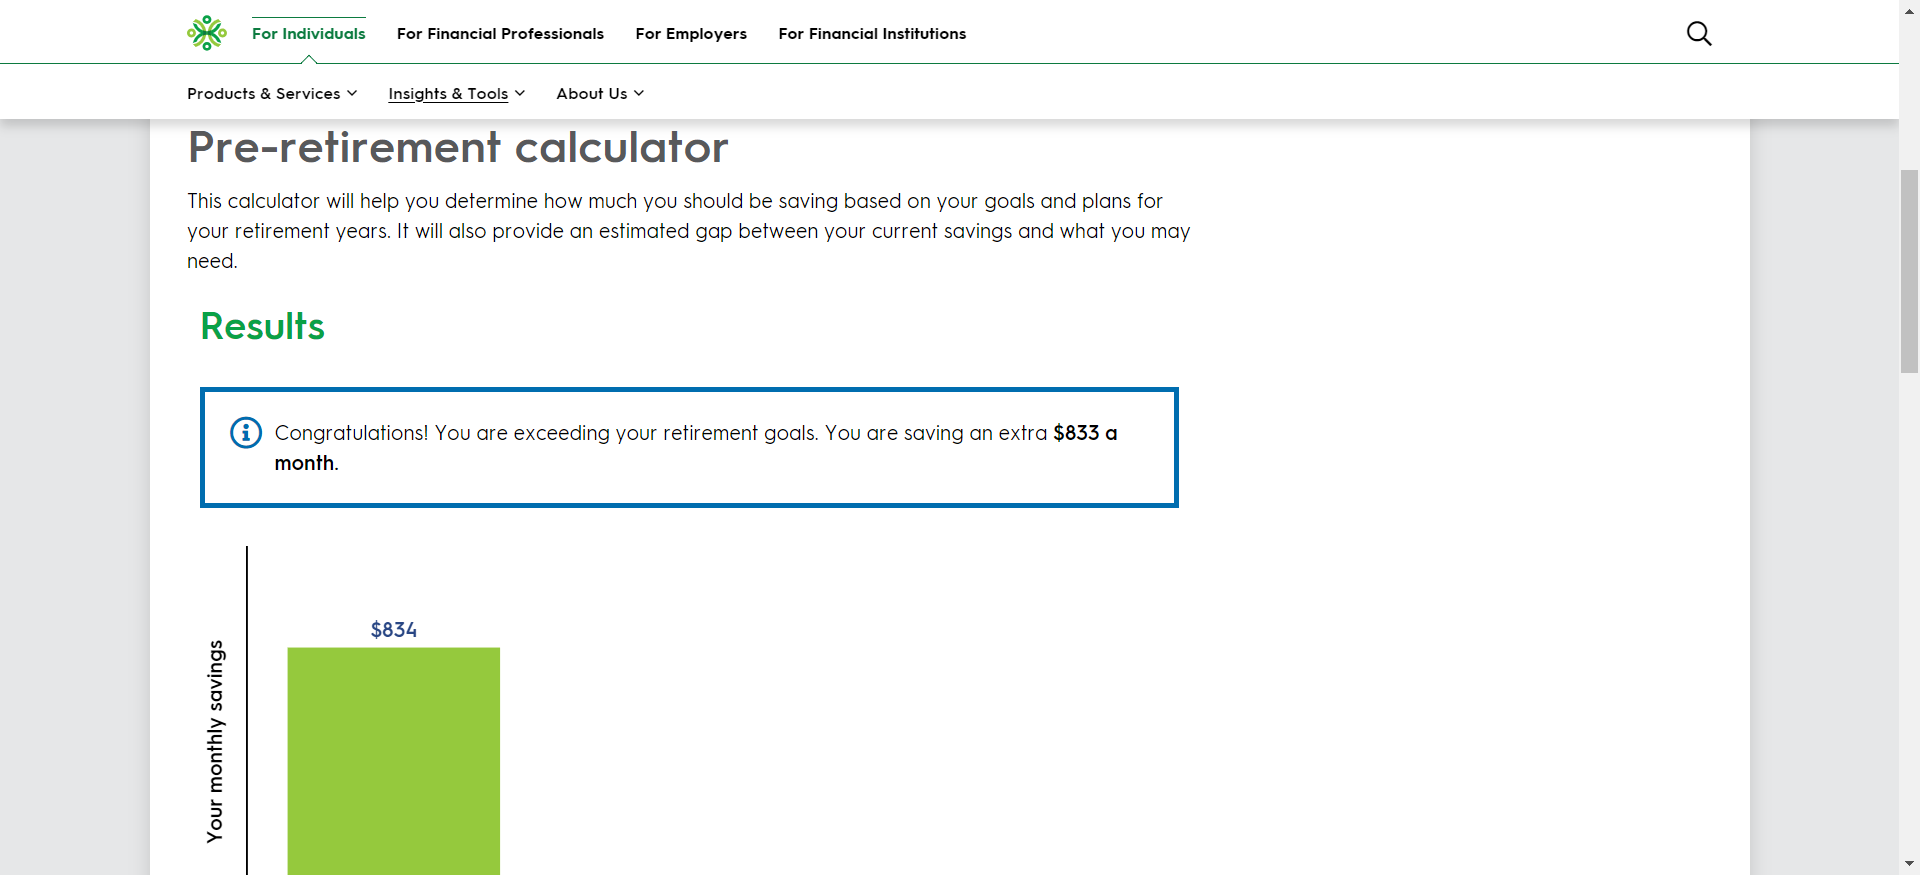 For Individuals For Financial Professionals For Employers For Financial Institutions
Products & Services Insights & Tools About Us
Pre-retirement calculator
This calculator will help you determine how much you should be saving based on your goals and plans for
your retirement years. It will also provide an estimated gap between your current savings and what you may
need.
Results
Congratulations! You are exceeding your retirement goals. You are saving an extra $833 a
month.
$834
Your monthly savings